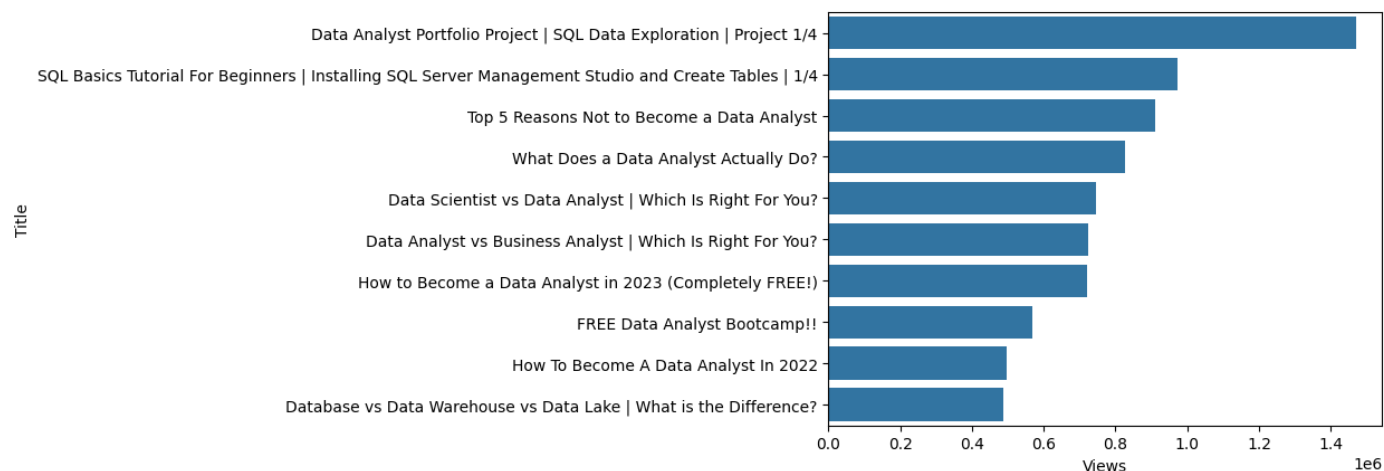 Data Analyst Portfolio Project | SQL Data Exploration | Project 1/4
SQL Basics Tutorial For Beginners | Installing SQL Server Management Studio and Create Tables | 1/4
Top 5 Reasons Not to Become a Data Analyst
What Does a Data Analyst Actually Do?
Data Scientist vs Data Analyst | Which Is Right For You?
Data Analyst vs Business Analyst | Which Is Right For You?
How to Become a Data Analyst in 2023 (Completely FREE!)
FREE Data Analyst Bootcamp!!
How To Become A Data Analyst In 2022
Database vs Data Warehouse vs Data Lake | What is the Difference?
Title
0.0 0.2 0.4 0.6 0.8 1.0 1.2 1.4
Views
1e6